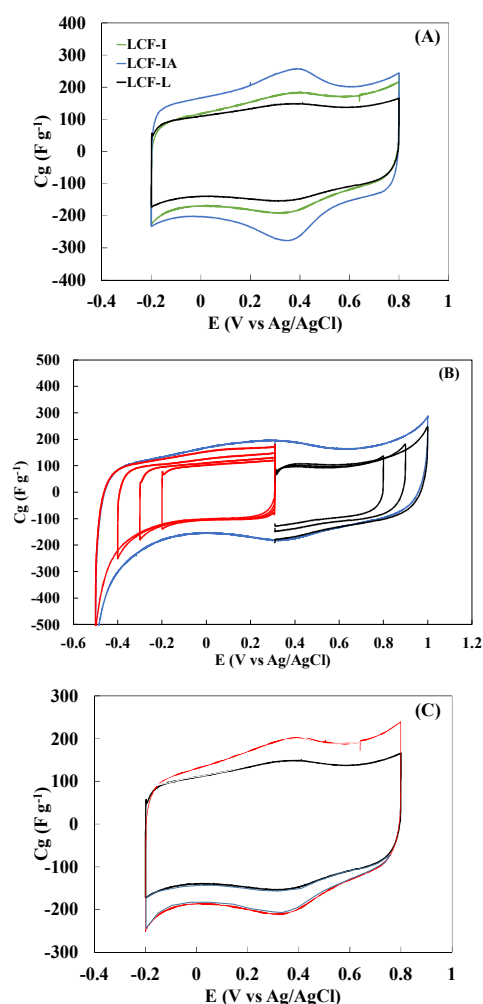 400
(A)
LCF-I
300
LCF-IA
200
LCF-L
100
0
-100
-200
-300
-400
Cg (F g-1)
-0.4 -0.2 0 0.2 0.4 0.6 0.8 1
E (V vs Ag/AgCl)
500
(B)
400
300
200
100
0
-100
-200
-300
-400
-500
Cg (F g-1)
-0.6 -0.4 -0.2 0 0.2 0.4 0.6 0.8 1 1.2
E (V vs Ag/AgCl)
300
(C)
200
100
0
-100
-200
-300
Cg (F g-1)
-0.4 -0.2 0 0.2 0.4 0.6 0.8 1
E (V vs Ag/AgCl)